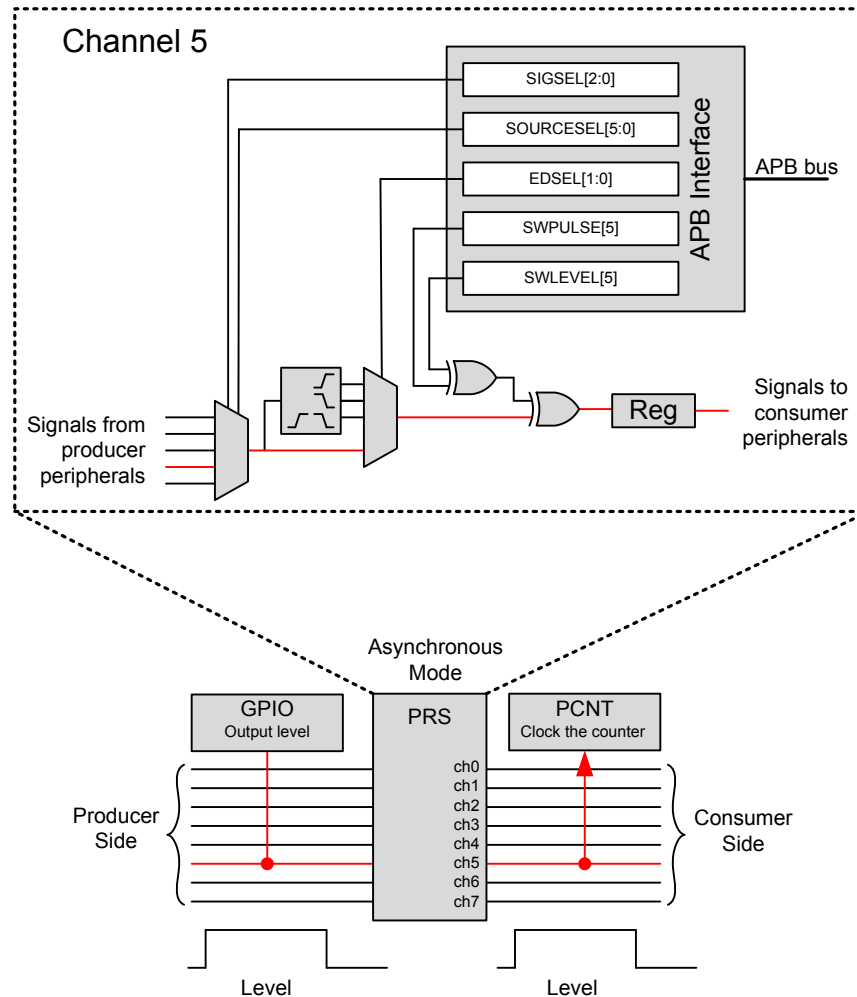 Channel 5
SIGSEL[2:0]
SOURCESEL[5:0]
EDSEL[1:0]
SWPULSE[5]
SWLEVEL[5]
APB Interface
APB bus
Signals from
producer
peripherals
Reg
Signals to
consumer
peripherals
Asynchronous
Mode
GPIO
Output level
PRS
PCNT
Clock the counter
ch0
ch1
ch2
ch3
ch4
ch5
ch6
ch7
Producer
Side
Consumer
Side
Level
Level